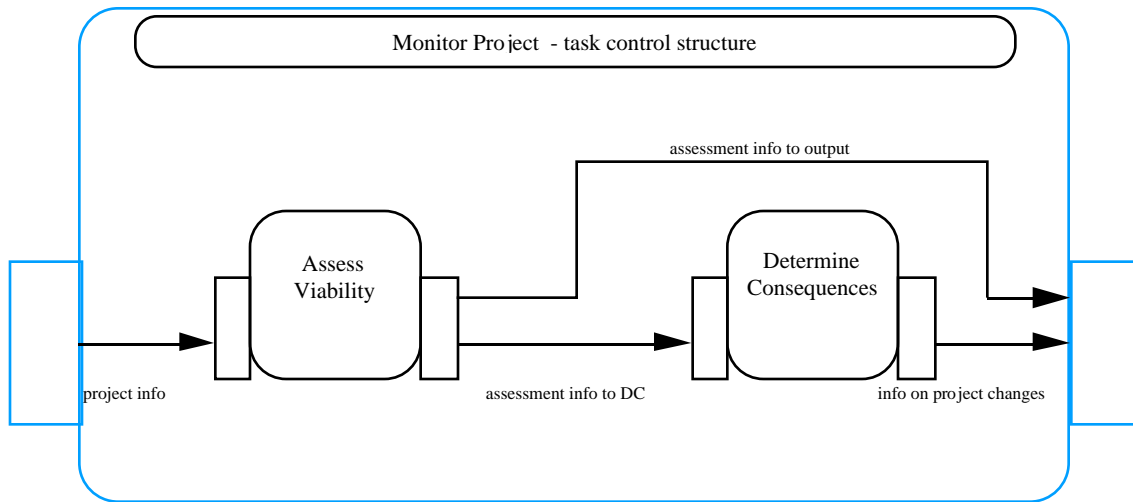 Monitor Project - task control structure
assessment info to output
Assess
Viability
Determine
Consequences
project info
assessment info to DC
info on project changes